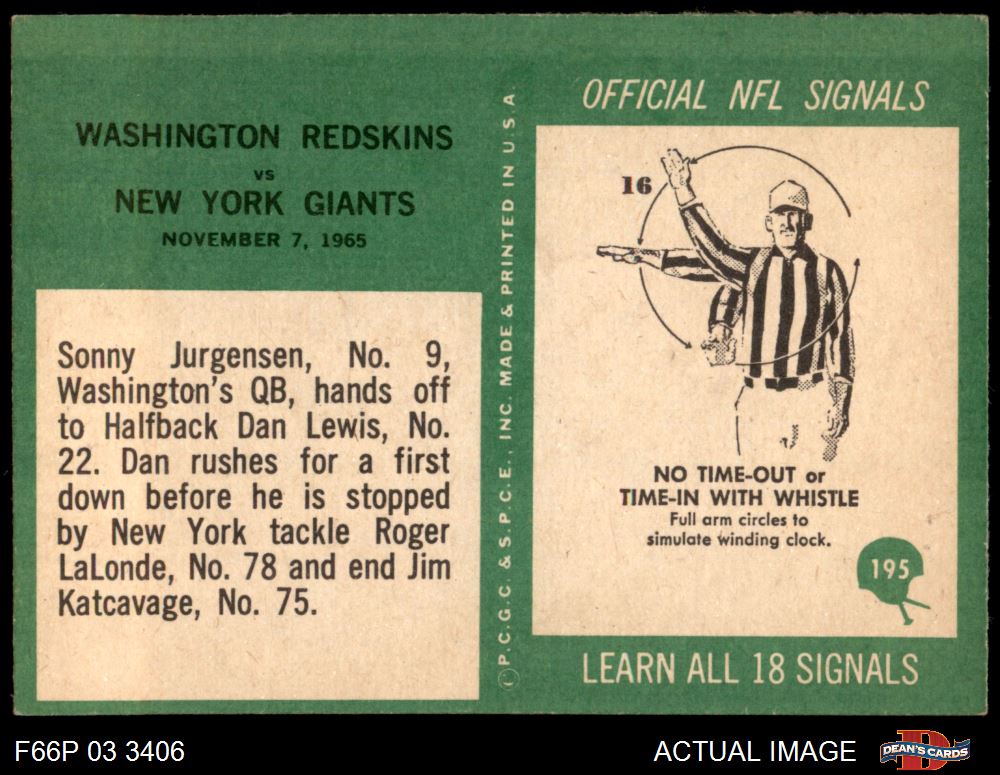 WASHINGTON REDSKINS
vs
NEW YORK GIANTS
NOVEMBER 7, 1965
Sonny Jurgensen, No. 9,
Washington's QB, hands off
to Halfback Dan Lewis, No.
22. Dan rushes for a first
down before he is stopped
by New York tackle Roger
LaLonde, No. 78 and end Jim
Katcavage, No. 75.
© P.C.G.C. & S.P.C.E., INC. MADE & PRINTED IN U.S.A
OFFICIAL NFL SIGNALS
16
NO TIME-OUT or
TIME-IN WITH WHISTLE
Full arm circles to
simulate winding clock.
195
LEARN ALL 18 SIGNALS
F66P 03 3406
ACTUAL IMAGE
D
DEAN'S CARDS